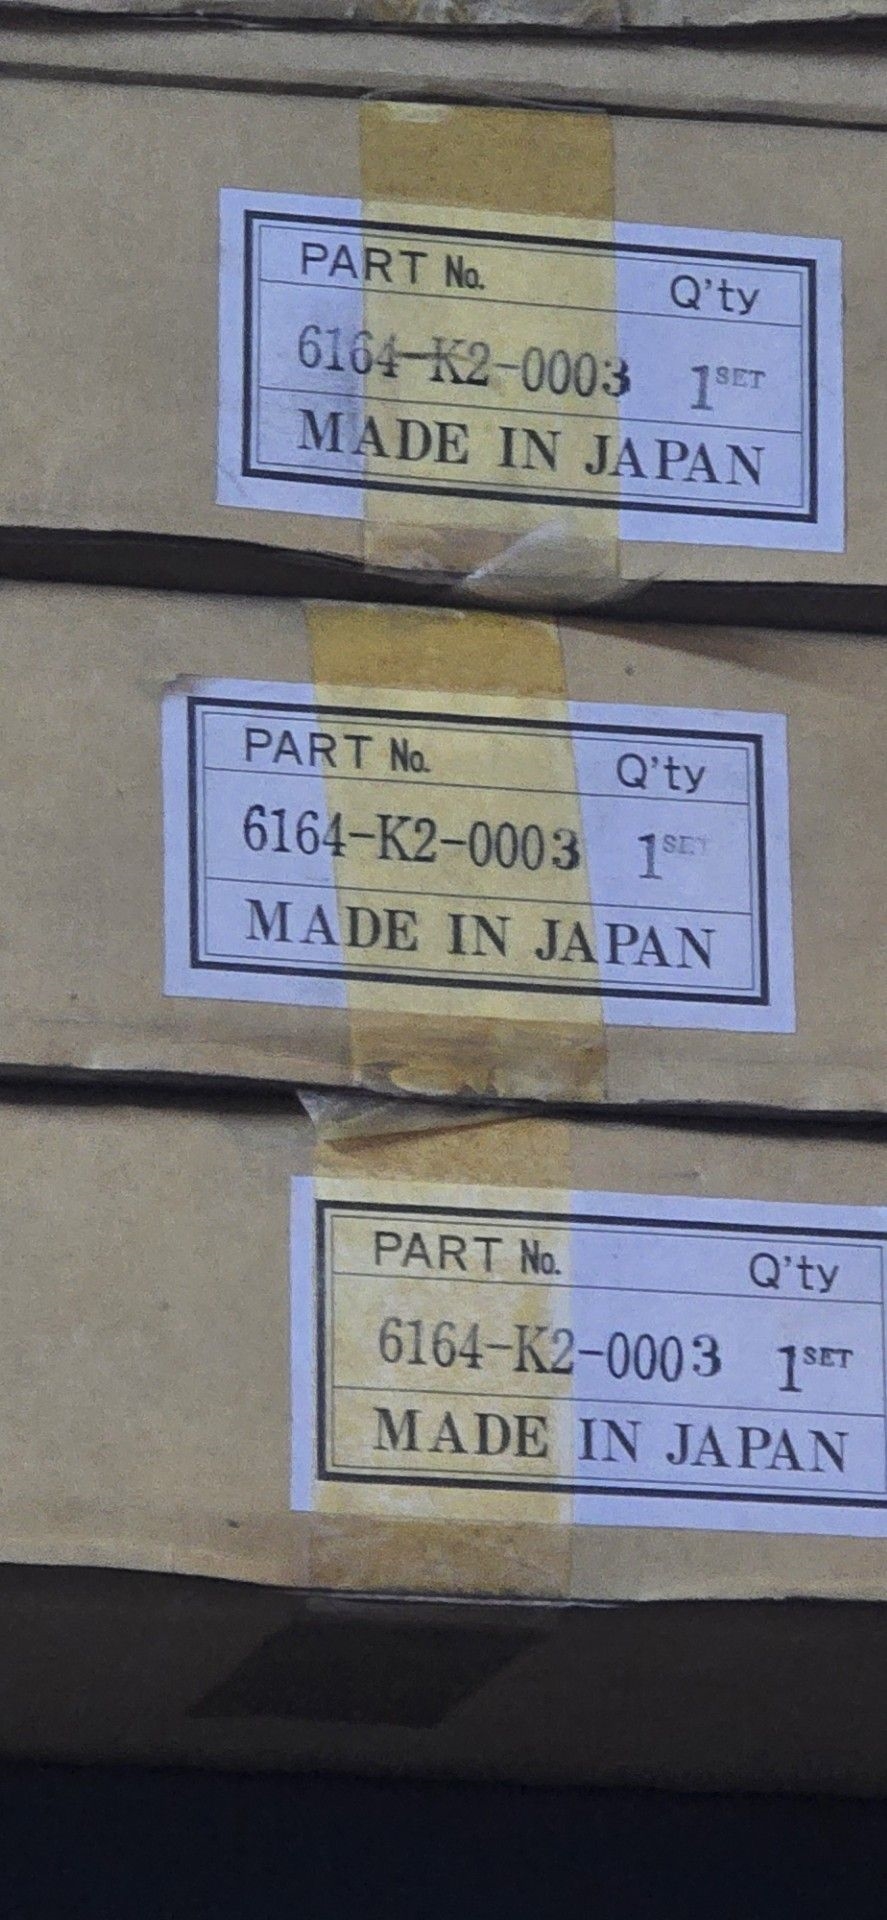 PART No. Q'ty
6164-K2-0003 1SET
MADE IN JAPAN
PART No. Q'ty
6164-K2-0003 1SET
MADE IN JAPAN
PART No. Q'ty
6164-K2-0003 1SET
MADE IN JAPAN